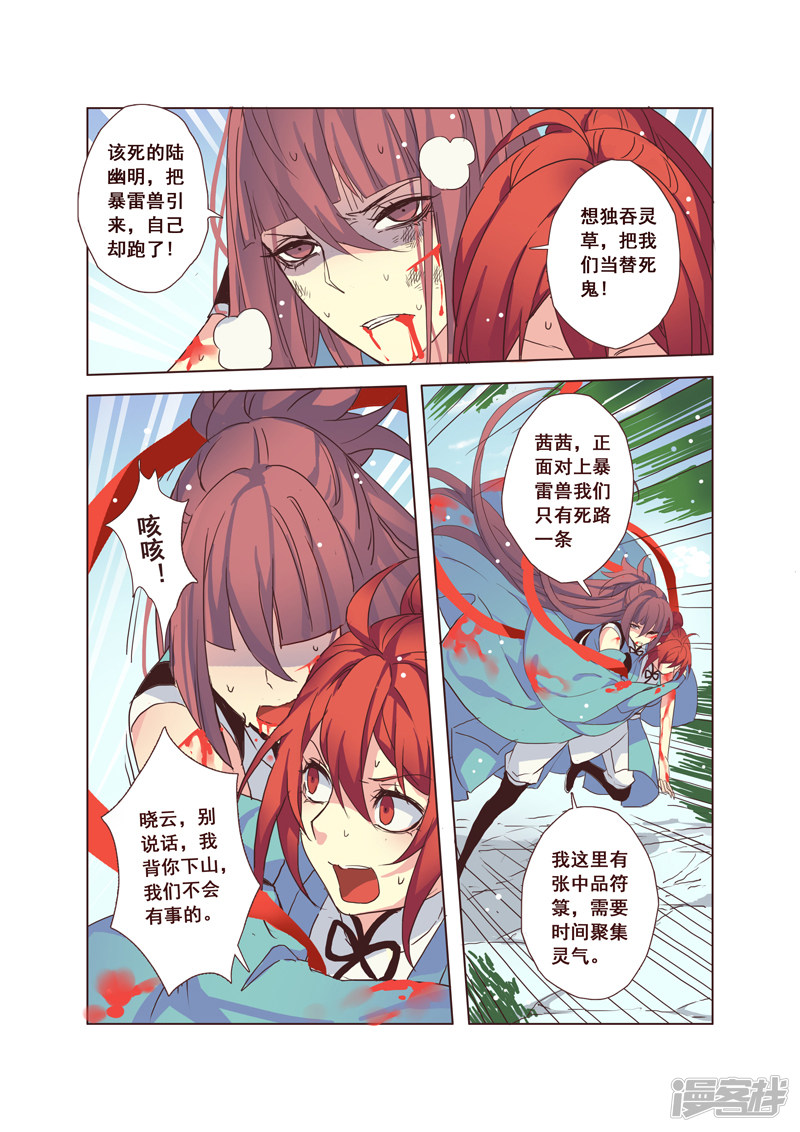 该死的陆
幽明，把
暴雷兽引
来，自己
却跑了！
想独吞灵
草，把我
们当替死
鬼！
咳咳！
晓云，别
说话，我
背你下山，
我们不会
有事的。
茜茜，正
面对上暴
雷兽我们
只有死路
一条
我这里有
张中品符
箓，需要
时间聚集
灵气。
漫客栈